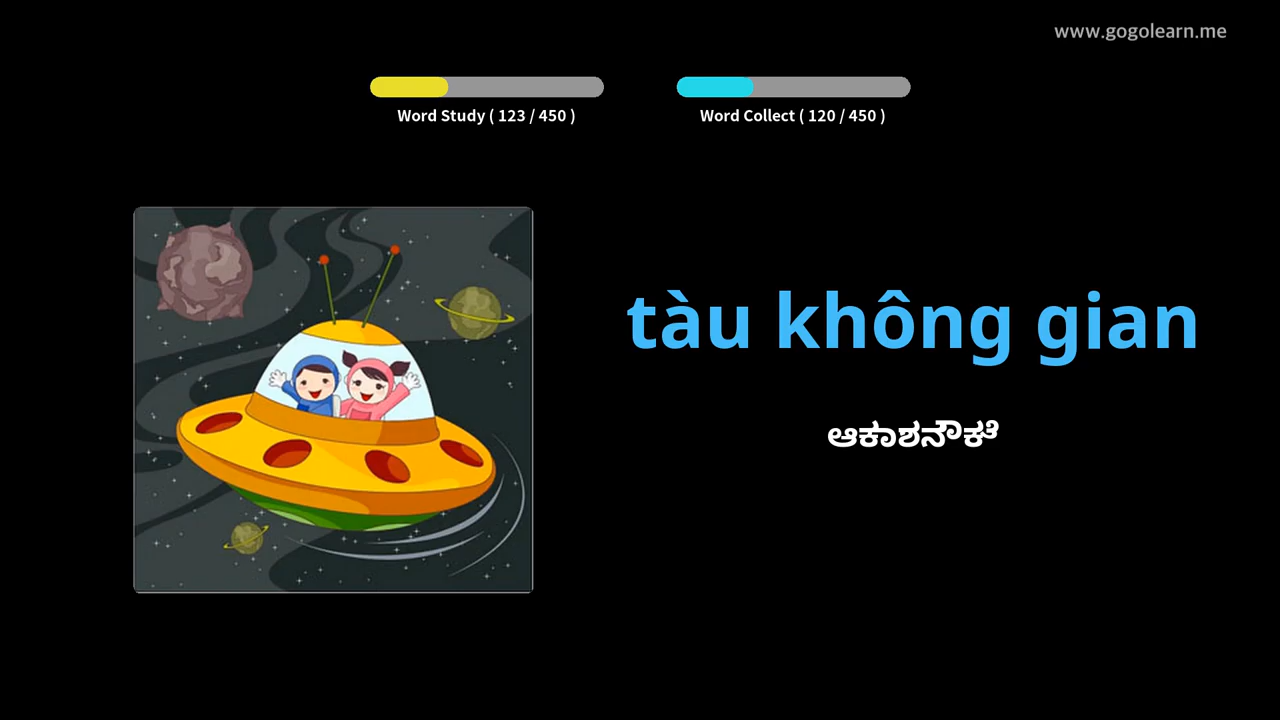 www.gogolearn.me
Word Study ( 123 / 450 )
Word Collect ( 120 / 450 )
tàu không gian
ಆಕಾಶನೌಕೆ